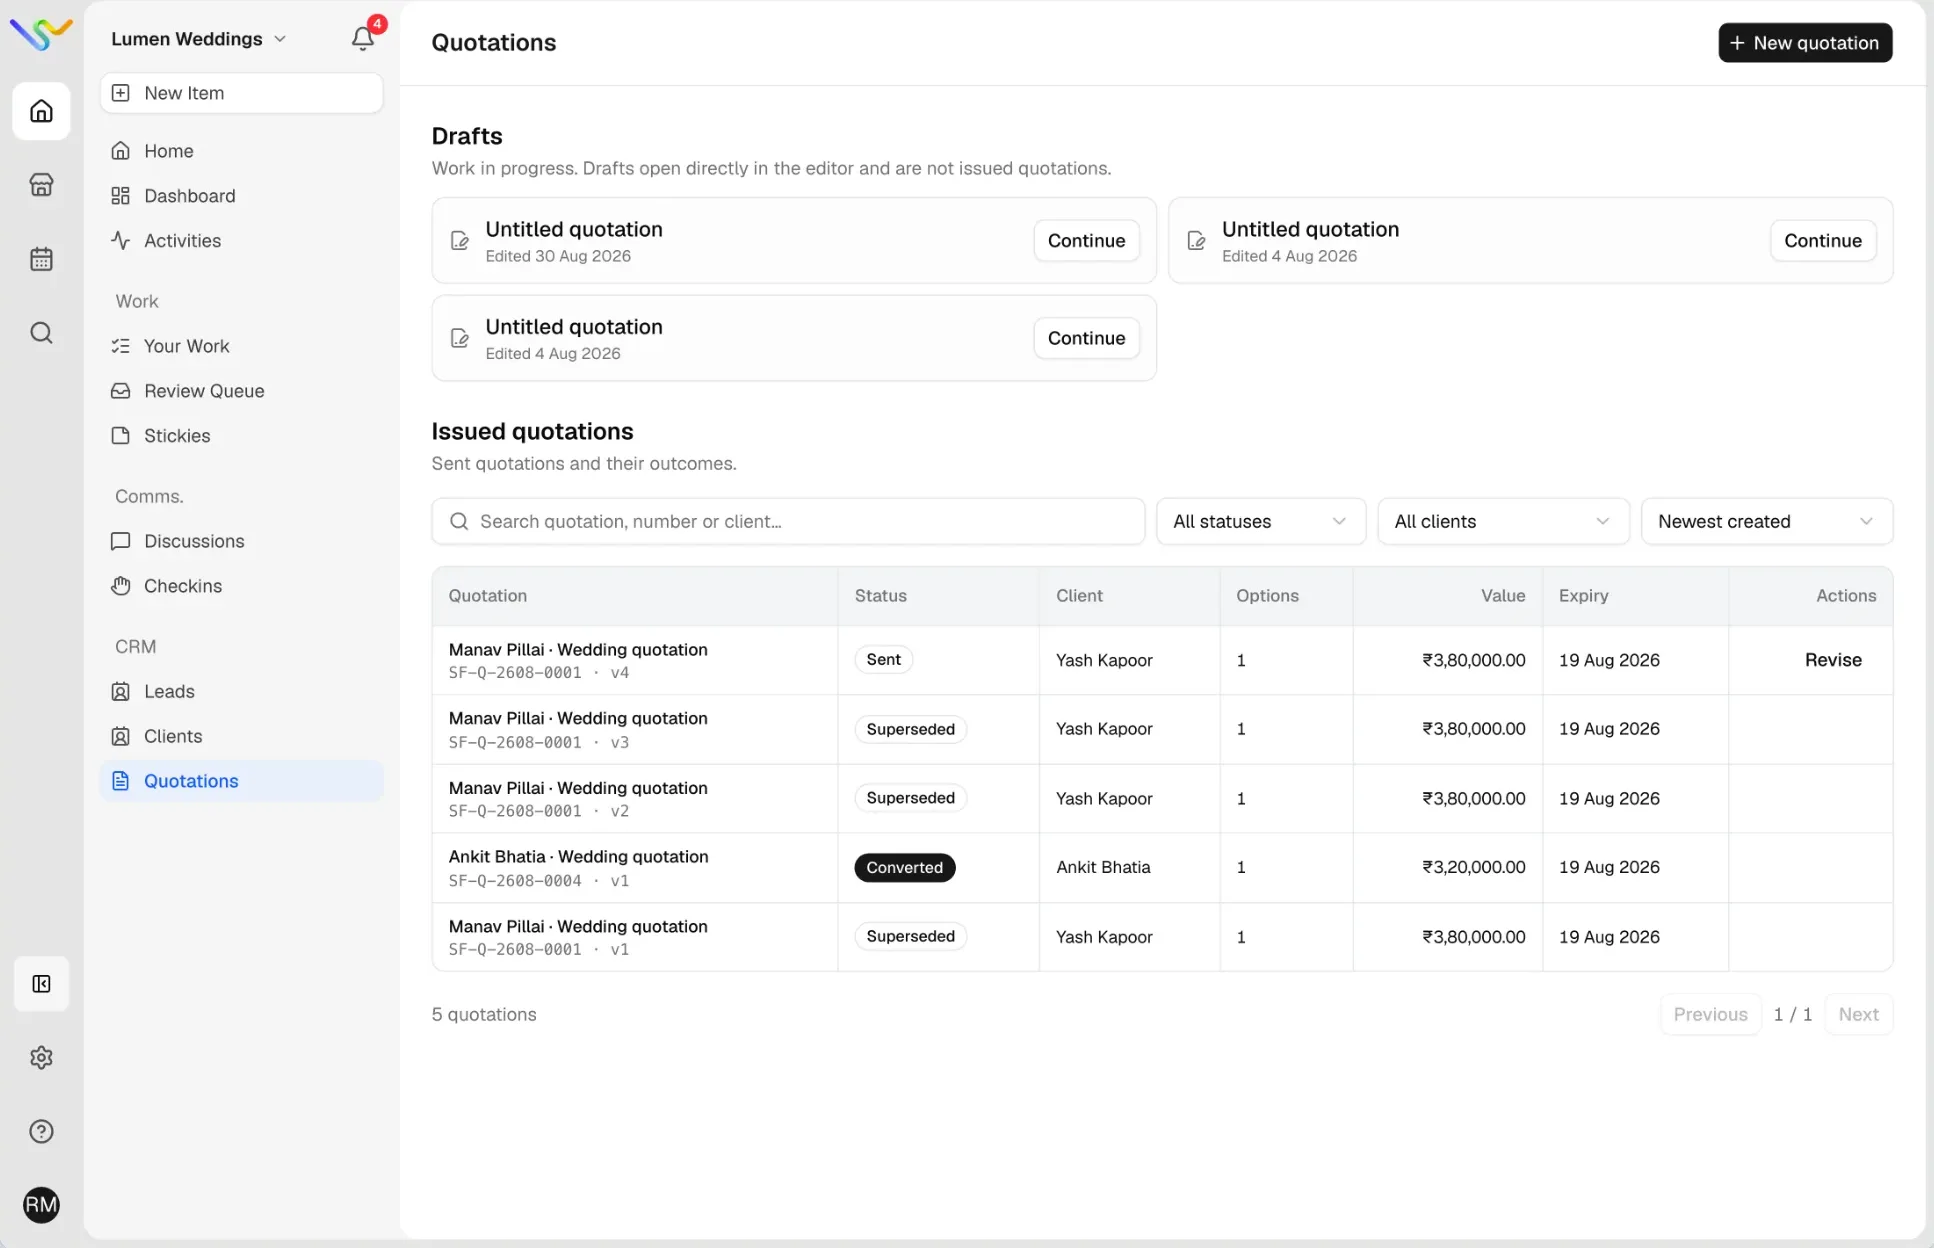 Lumen Weddings
4
New Item
Home
Dashboard
Activities
Work
Your Work
Review Queue
Stickies
Comms.
Discussions
Checkins
CRM
Leads
Clients
Quotations
RM
Quotations
New quotation
Drafts
Work in progress. Drafts open directly in the editor and are not issued quotations.
Untitled quotation
Edited 30 Aug 2026
Continue
Untitled quotation
Edited 4 Aug 2026
Continue
Untitled quotation
Edited 4 Aug 2026
Continue
Issued quotations
Sent quotations and their outcomes.
Search quotation, number or client...
All statuses
All clients
Newest created
Quotation Status Client Options Value Expiry Actions
Manav Pillai · Wedding quotation
SF-Q-2608-0001 · v4
Sent Yash Kapoor 1 ₹3,80,000.00 19 Aug 2026 Revise
Manav Pillai · Wedding quotation
SF-Q-2608-0001 · v3
Superseded Yash Kapoor 1 ₹3,80,000.00 19 Aug 2026
Manav Pillai · Wedding quotation
SF-Q-2608-0001 · v2
Superseded Yash Kapoor 1 ₹3,80,000.00 19 Aug 2026
Ankit Bhatia · Wedding quotation
SF-Q-2608-0004 · v1
Converted Ankit Bhatia 1 ₹3,20,000.00 19 Aug 2026
Manav Pillai · Wedding quotation
SF-Q-2608-0001 · v1
Superseded Yash Kapoor 1 ₹3,80,000.00 19 Aug 2026
5 quotations
Previous 1 / 1 Next